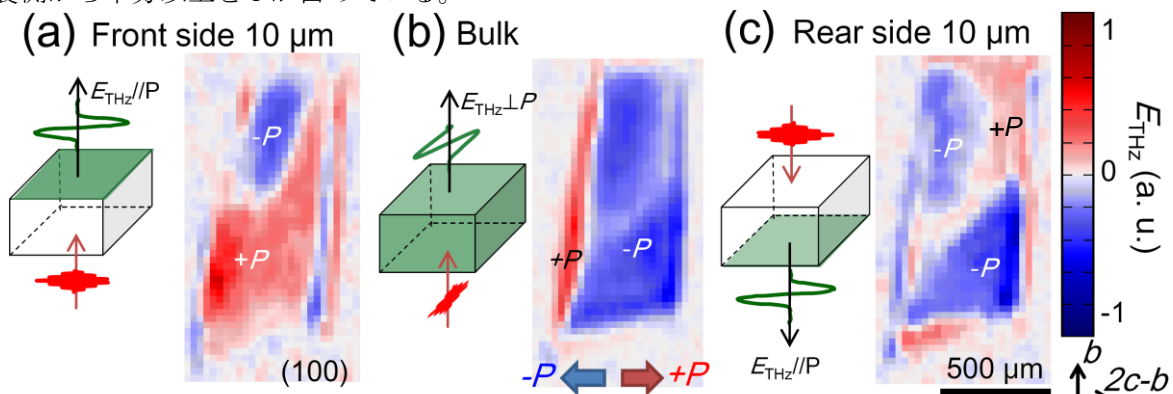 (a) Front side 10 μm
E_THz//P
-P
+P
(100)
(b) Bulk
E_THz⊥P
+P
-P
-P +P
(c) Rear side 10 μm
-P
+P
-P
E_THz//P
500 μm
1
0
-1
E_THz (a. u.)
b
2c-b